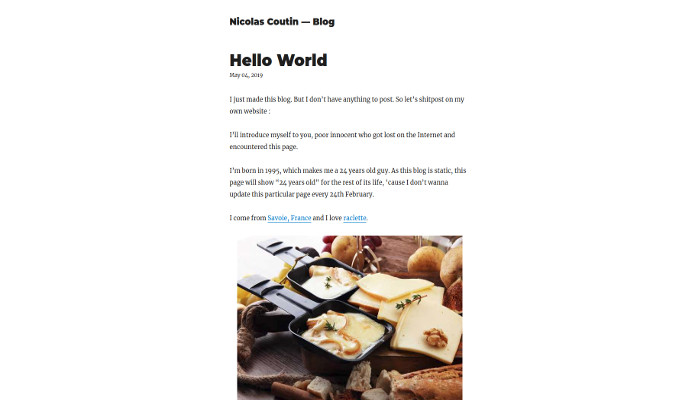 Nicolas Coutin — Blog
Hello World
May 04, 2019
I just made this blog. But I don't have anything to post. So let's shitpost on my
own website :
I'll introduce myself to you, poor innocent who got lost on the Internet and
encountered this page.
I'm born in 1995, which makes me a 24 years old guy. As this blog is static, this
page will show "24 years old" for the rest of its life, 'cause I don't wanna
update this particular page every 24th February.
I come from Savoie, France and I love raclette.